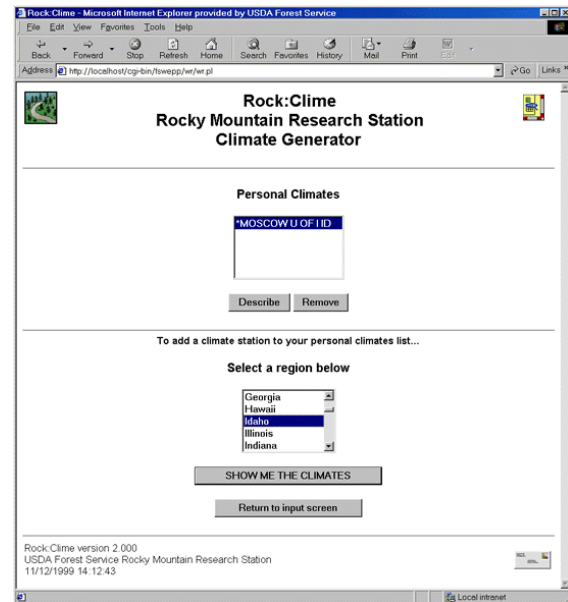 Rock:Clime - Microsoft Internet Explorer provided by USDA Forest Service
File Edit View Favorites Tools Help
Back Forward Stop Refresh Home Search Favorites History Mail Print Edit
Address http://localhost/cgi-bin/fswepp/wr/wr.pl Go Links »
Rock:Clime
Rocky Mountain Research Station
Climate Generator
Personal Climates
*MOSCOW U OF I ID
Describe Remove
To add a climate station to your personal climates list...
Select a region below
Georgia
Hawaii
Idaho
Illinois
Indiana
SHOW ME THE CLIMATES
Return to input screen
Rock:Clime version 2.000
USDA Forest Service Rocky Mountain Research Station
11/12/1999 14:12:43
Local intranet